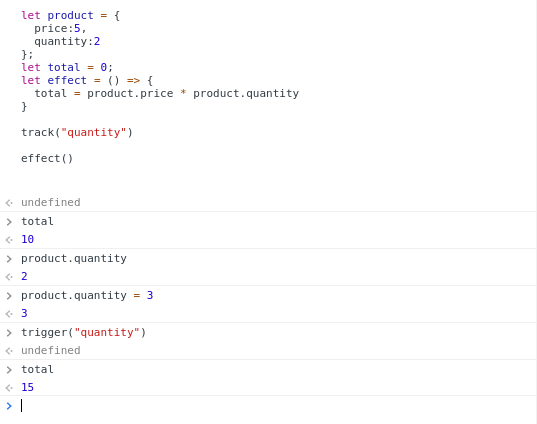 let product = {
  price:5,
  quantity:2
};
let total = 0;
let effect = () => {
  total = product.price * product.quantity
}
track("quantity")
effect()
undefined
total
10
product.quantity
2
product.quantity = 3
3
trigger("quantity")
undefined
total
15